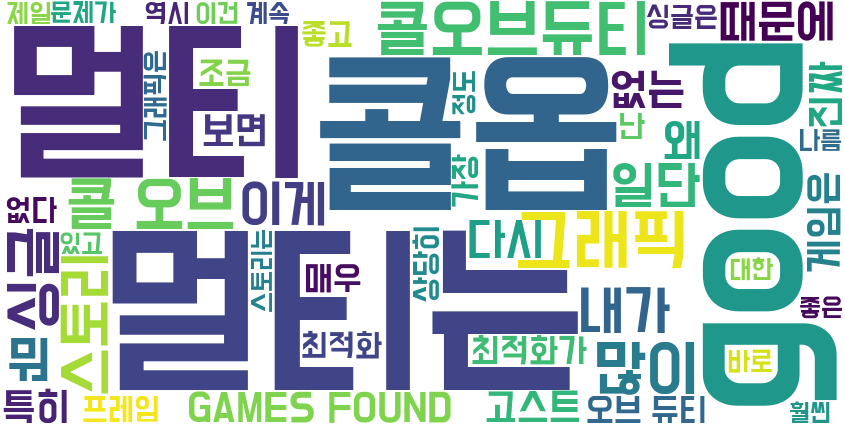 제일
문제가
역시
이건
계속
좋고
콜오브듀티
싱글은
때문에
멀티
콜옵
good
그래픽은
조금
보면
정도
없는
난
왜
진짜
나름
가장
일단
콜 오브
이게
없다
싱글
있고
스토리
스토리는
매우
상당히
다시
그래픽
게임은
대한
좋은
멀티는
내가
뭐
최적화
최적화가
많이
바로
특히
프레임
GAMES FOUND
고스트
오브 듀티
훨씬